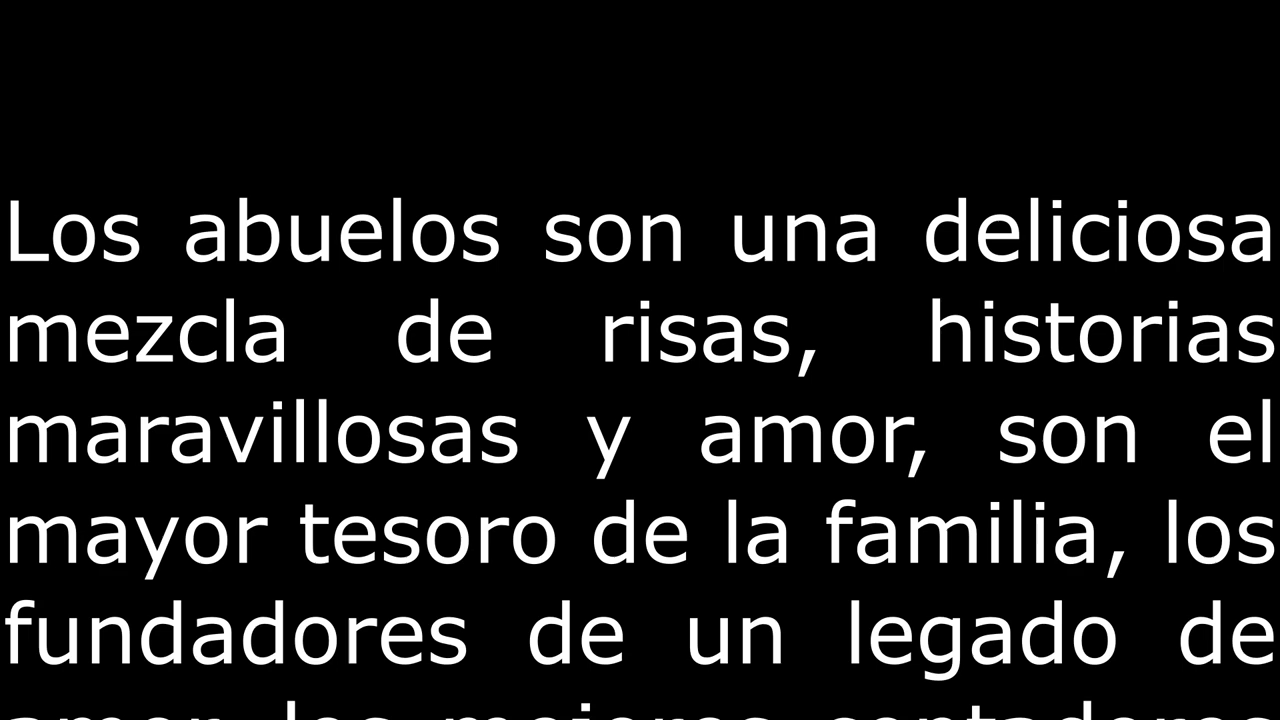 Los abuelos son una deliciosa
mezcla de risas, historias
maravillosas y amor, son el
mayor tesoro de la familia, los
fundadores de un legado de